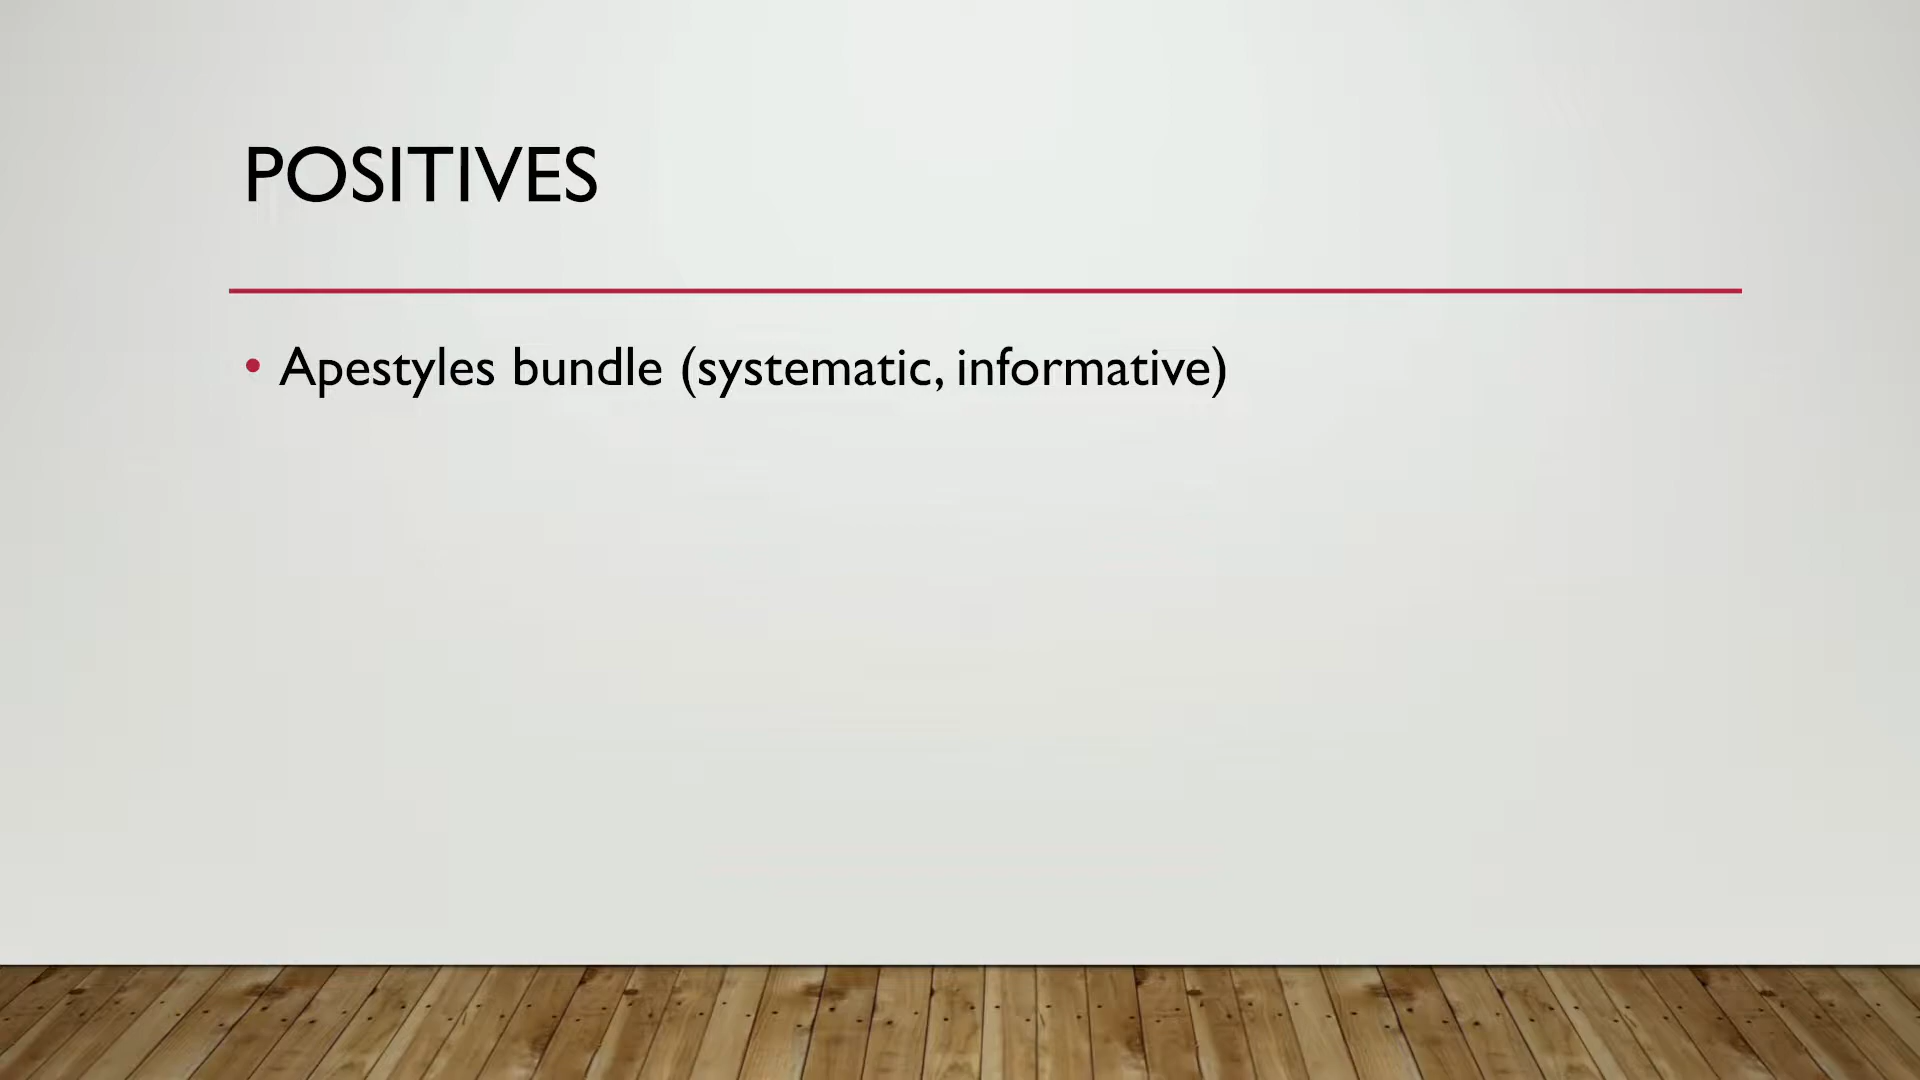 POSITIVES
• Apestyles bundle (systematic, informative)